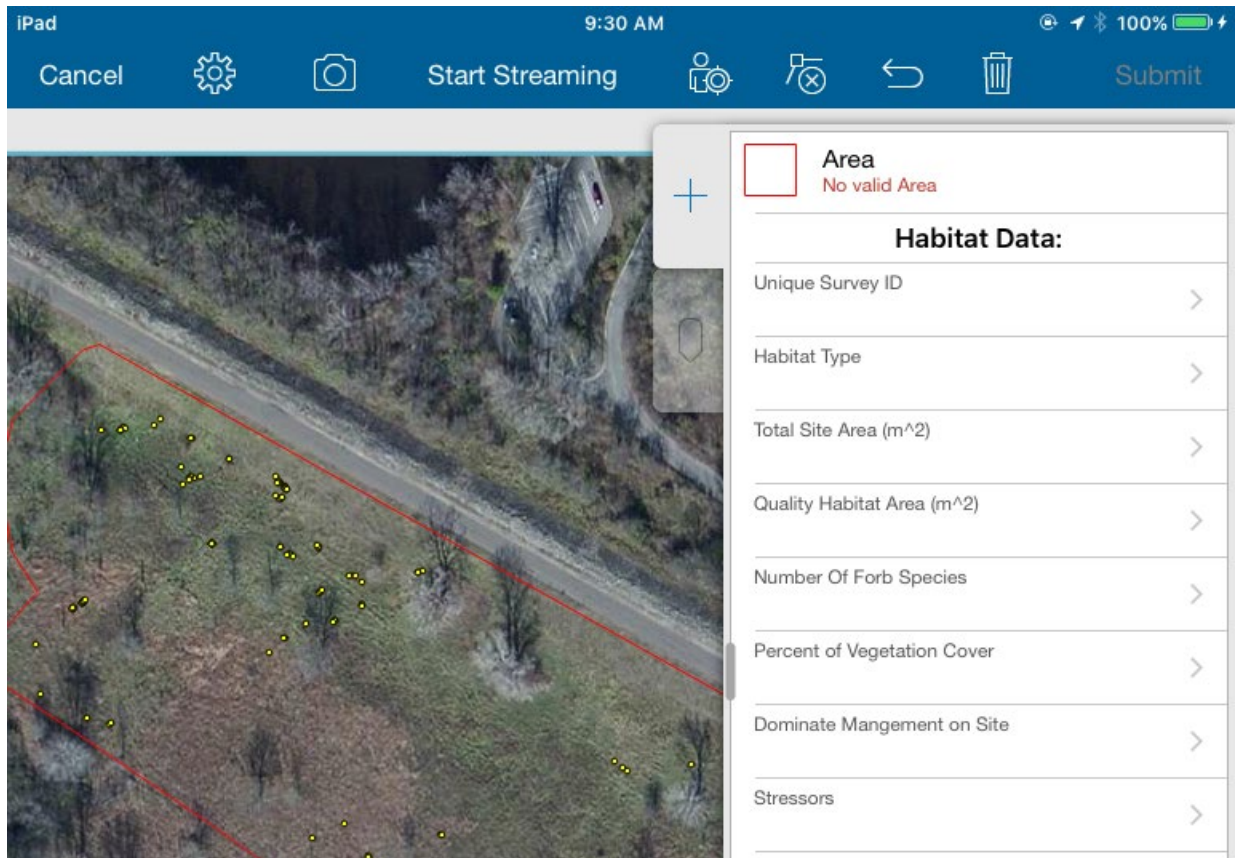 iPad 9:30 AM 100%
Cancel Start Streaming Submit
Area
No valid Area
Habitat Data:
Unique Survey ID
Habitat Type
Total Site Area (m^2)
Quality Habitat Area (m^2)
Number Of Forb Species
Percent of Vegetation Cover
Dominate Mangement on Site
Stressors